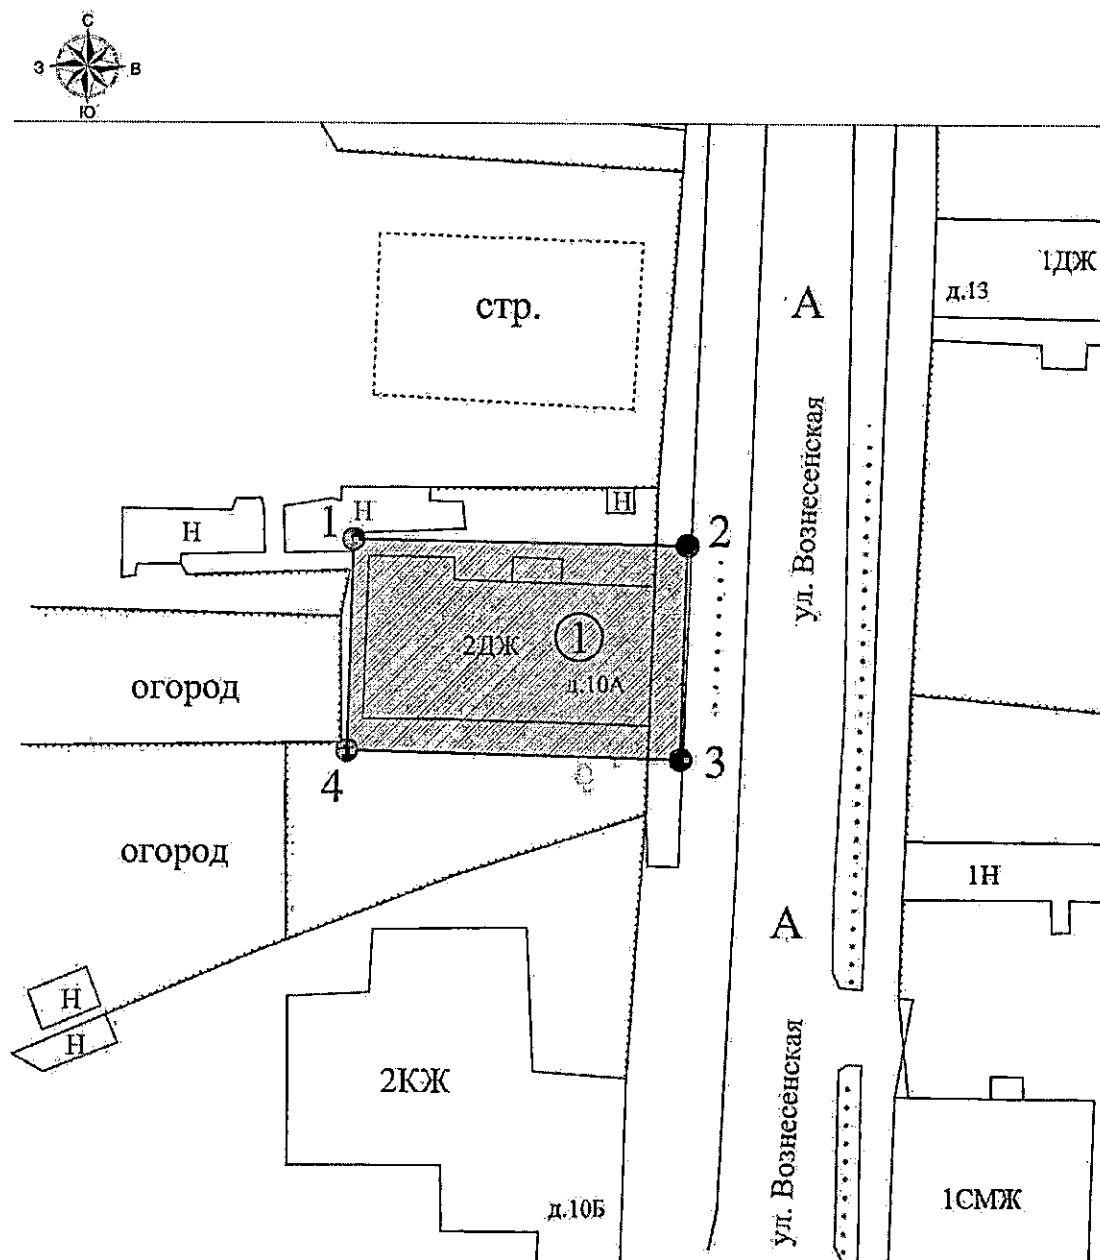 С
З В
Ю
1ДЖ
д.13
А
стр.
ул. Вознесенская
Н
Н
Н
1
2
2ДЖ
1
д.10А
огород
4
3
огород
1Н
А
Н
Н
2КЖ
ул. Вознесенская
1СМЖ
д.10Б